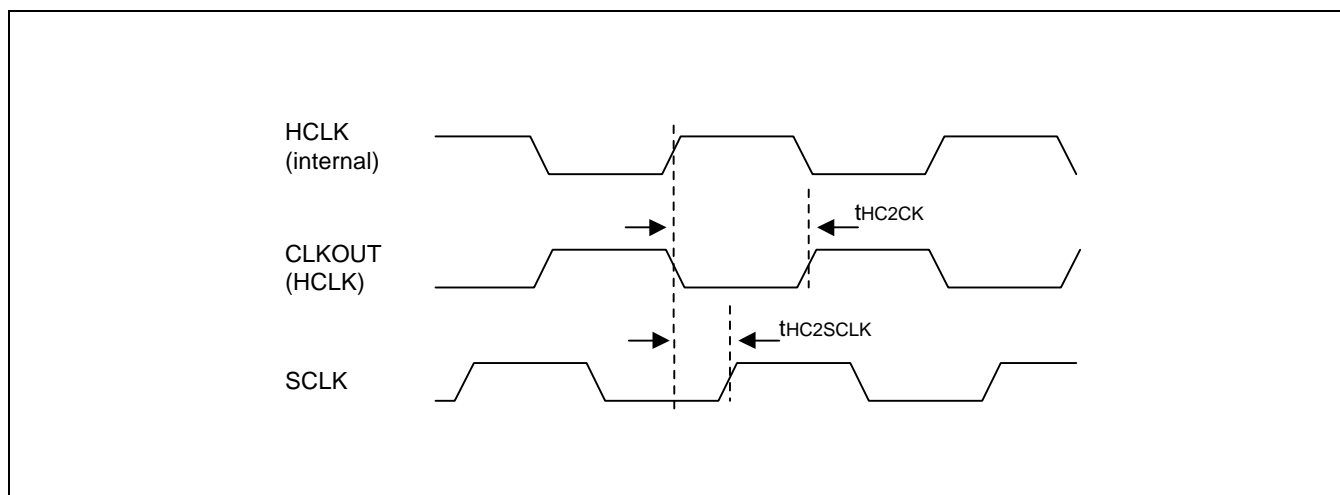 HCLK
(internal)
tHC2CK
CLKOUT
(HCLK)
tHC2SCLK
SCLK